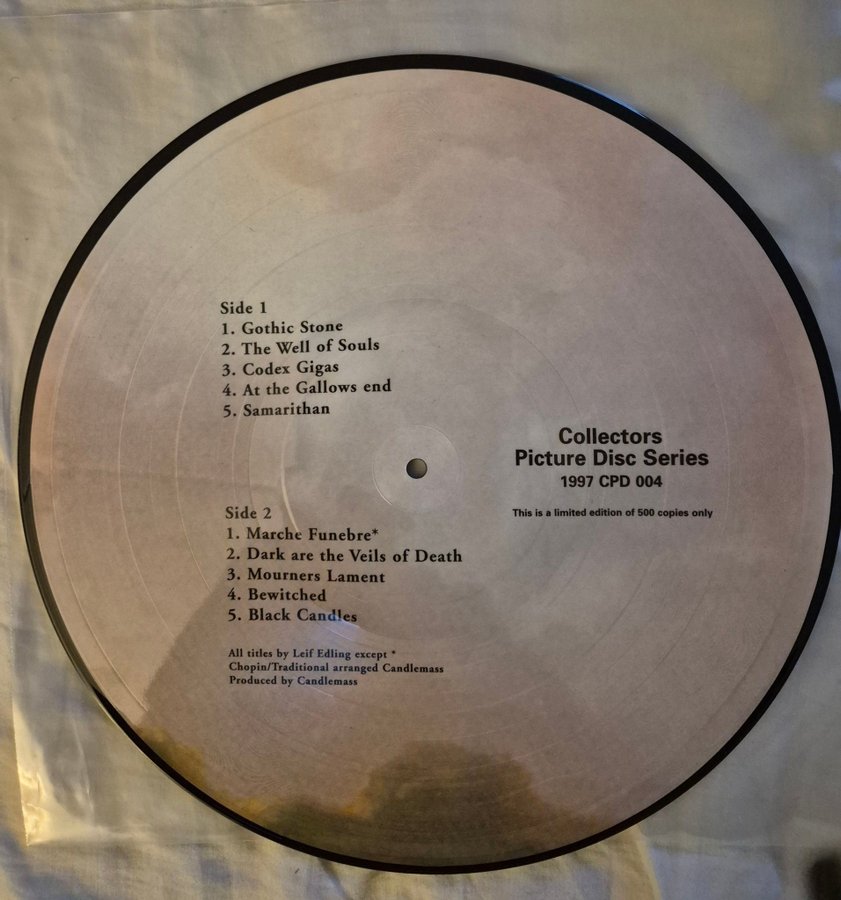 Side 1
1. Gothic Stone
2. The Well of Souls
3. Codex Gigas
4. At the Gallows end
5. Samarithan
Collectors
Picture Disc Series
1997 CPD 004
This is a limited edition of 500 copies only
Side 2
1. Marche Funebre*
2. Dark are the Veils of Death
3. Mourners Lament
4. Bewitched
5. Black Candles
All titles by Leif Edling except *
Chopin/Traditional arranged Candlemass
Produced by Candlemass